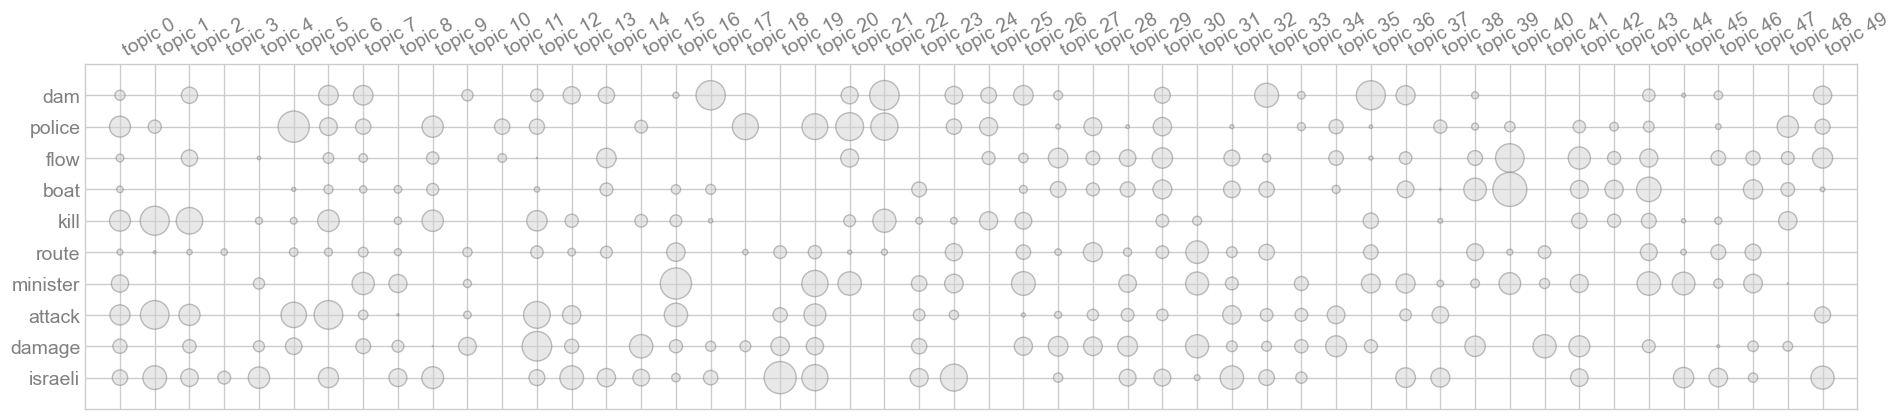 topic 0
topic 1
topic 2
topic 3
topic 4
topic 5
topic 6
topic 7
topic 8
topic 9
topic 10
topic 11
topic 12
topic 13
topic 14
topic 15
topic 16
topic 17
topic 18
topic 19
topic 20
topic 21
topic 22
topic 23
topic 24
topic 25
topic 26
topic 27
topic 28
topic 29
topic 30
topic 31
topic 32
topic 33
topic 34
topic 35
topic 36
topic 37
topic 38
topic 39
topic 40
topic 41
topic 42
topic 43
topic 44
topic 45
topic 46
topic 47
topic 48
topic 49
dam
police
flow
boat
kill
route
minister
attack
damage
israeli